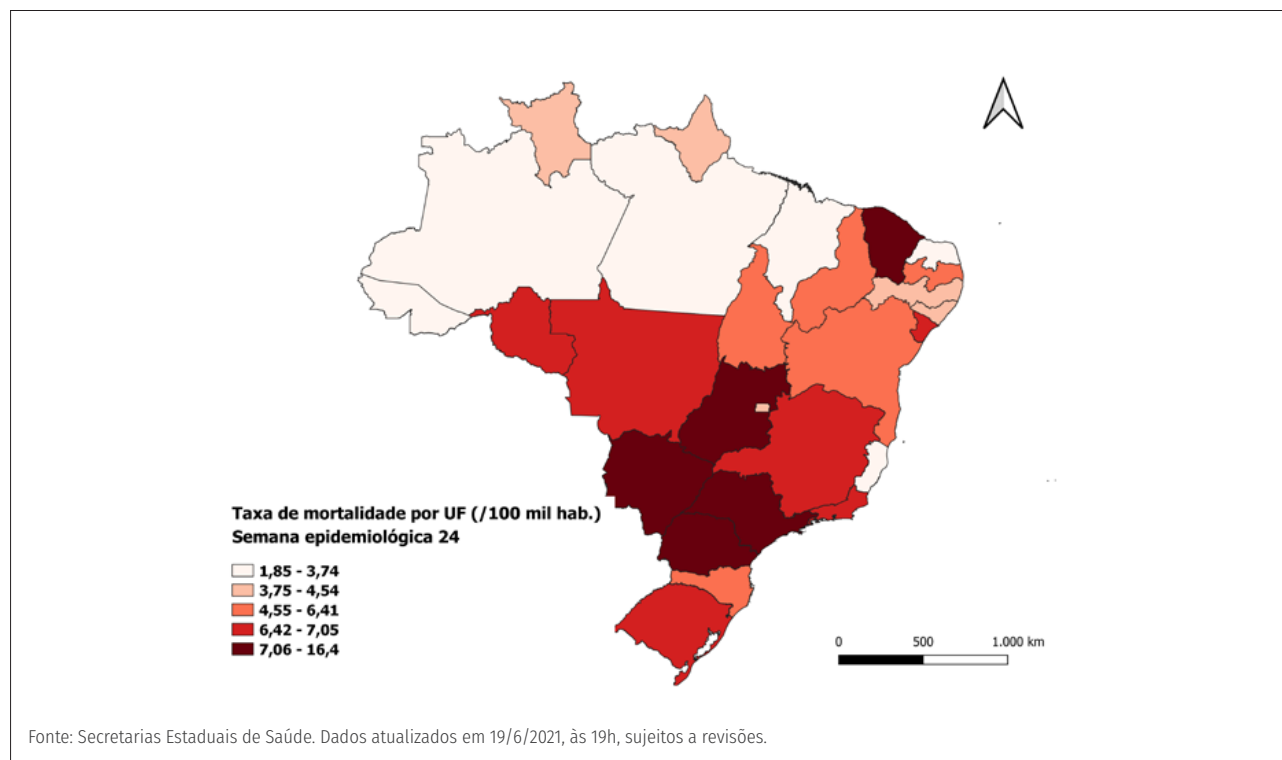 Taxa de mortalidade por UF (/100 mil hab.)
Semana epidemiológica 24
1,85 - 3,74
3,75 - 4,54
4,55 - 6,41
6,42 - 7,05
7,06 - 16,4
0 500 1.000 km
Fonte: Secretarias Estaduais de Saúde. Dados atualizados em 19/6/2021, às 19h, sujeitos a revisões.